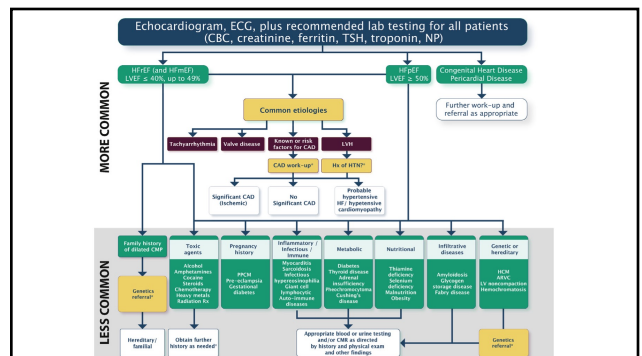 Echocardiogram, ECG, plus recommended lab testing for all patients
(CBC, creatinine, ferritin, TSH, troponin, NP)
MORE COMMON
HFrEF (and HFmEF)
LVEF ≤ 40%, up to 49%
HFpEF
LVEF ≥ 50%
Congenital Heart Disease
Pericardial Disease
Further work-up and
referral as appropriate
Common etiologies
Tachyarrhythmia
Valve disease
Known or risk
factors for CAD
LVH
CAD work-upᵃ
Hx of HTN?ᵃ
Significant CAD
(Ischemic)
No
Significant CAD
Probable
hypertensive
HF/ hypetensive
cardiomyopathy
LESS COMMON
Family history
of dilated CMP
Genetics
referralᵃ
Hereditary/
familial
Toxic
agents
Alcohol
Amphetamines
Cocaine
Steroids
Chemotherapy
Heavy metals
Radiation Rx
Obtain further
history as neededᵃ
Pregnancy
history
PPCM
Pre-eclampsia
Gestational
diabetes
Inflammatory /
Infectious /
Immune
Myocarditis
Sarcoidosis
Infectious
hypereosinophilia
Giant cell
lymphocytic
Auto-immune
diseases
Metabolic
Diabetes
Thyroid disease
Adrenal
insufficiency
Pheochromocytoma
Cushing's
disease
Nutritional
Thiamine
deficiency
Selenium
deficiency
Malnutrition
Obesity
Infiltrative
diseases
Amyloidosis
Glycogen
storage disease
Fabry disease
Genetic or
hereditary
HCM
ARVC
LV noncompaction
Hemochromatosis
Appropriate blood or urine testing
and/or CMR as directed
by history and physical exam
and other findings
Genetics
referralᵃ